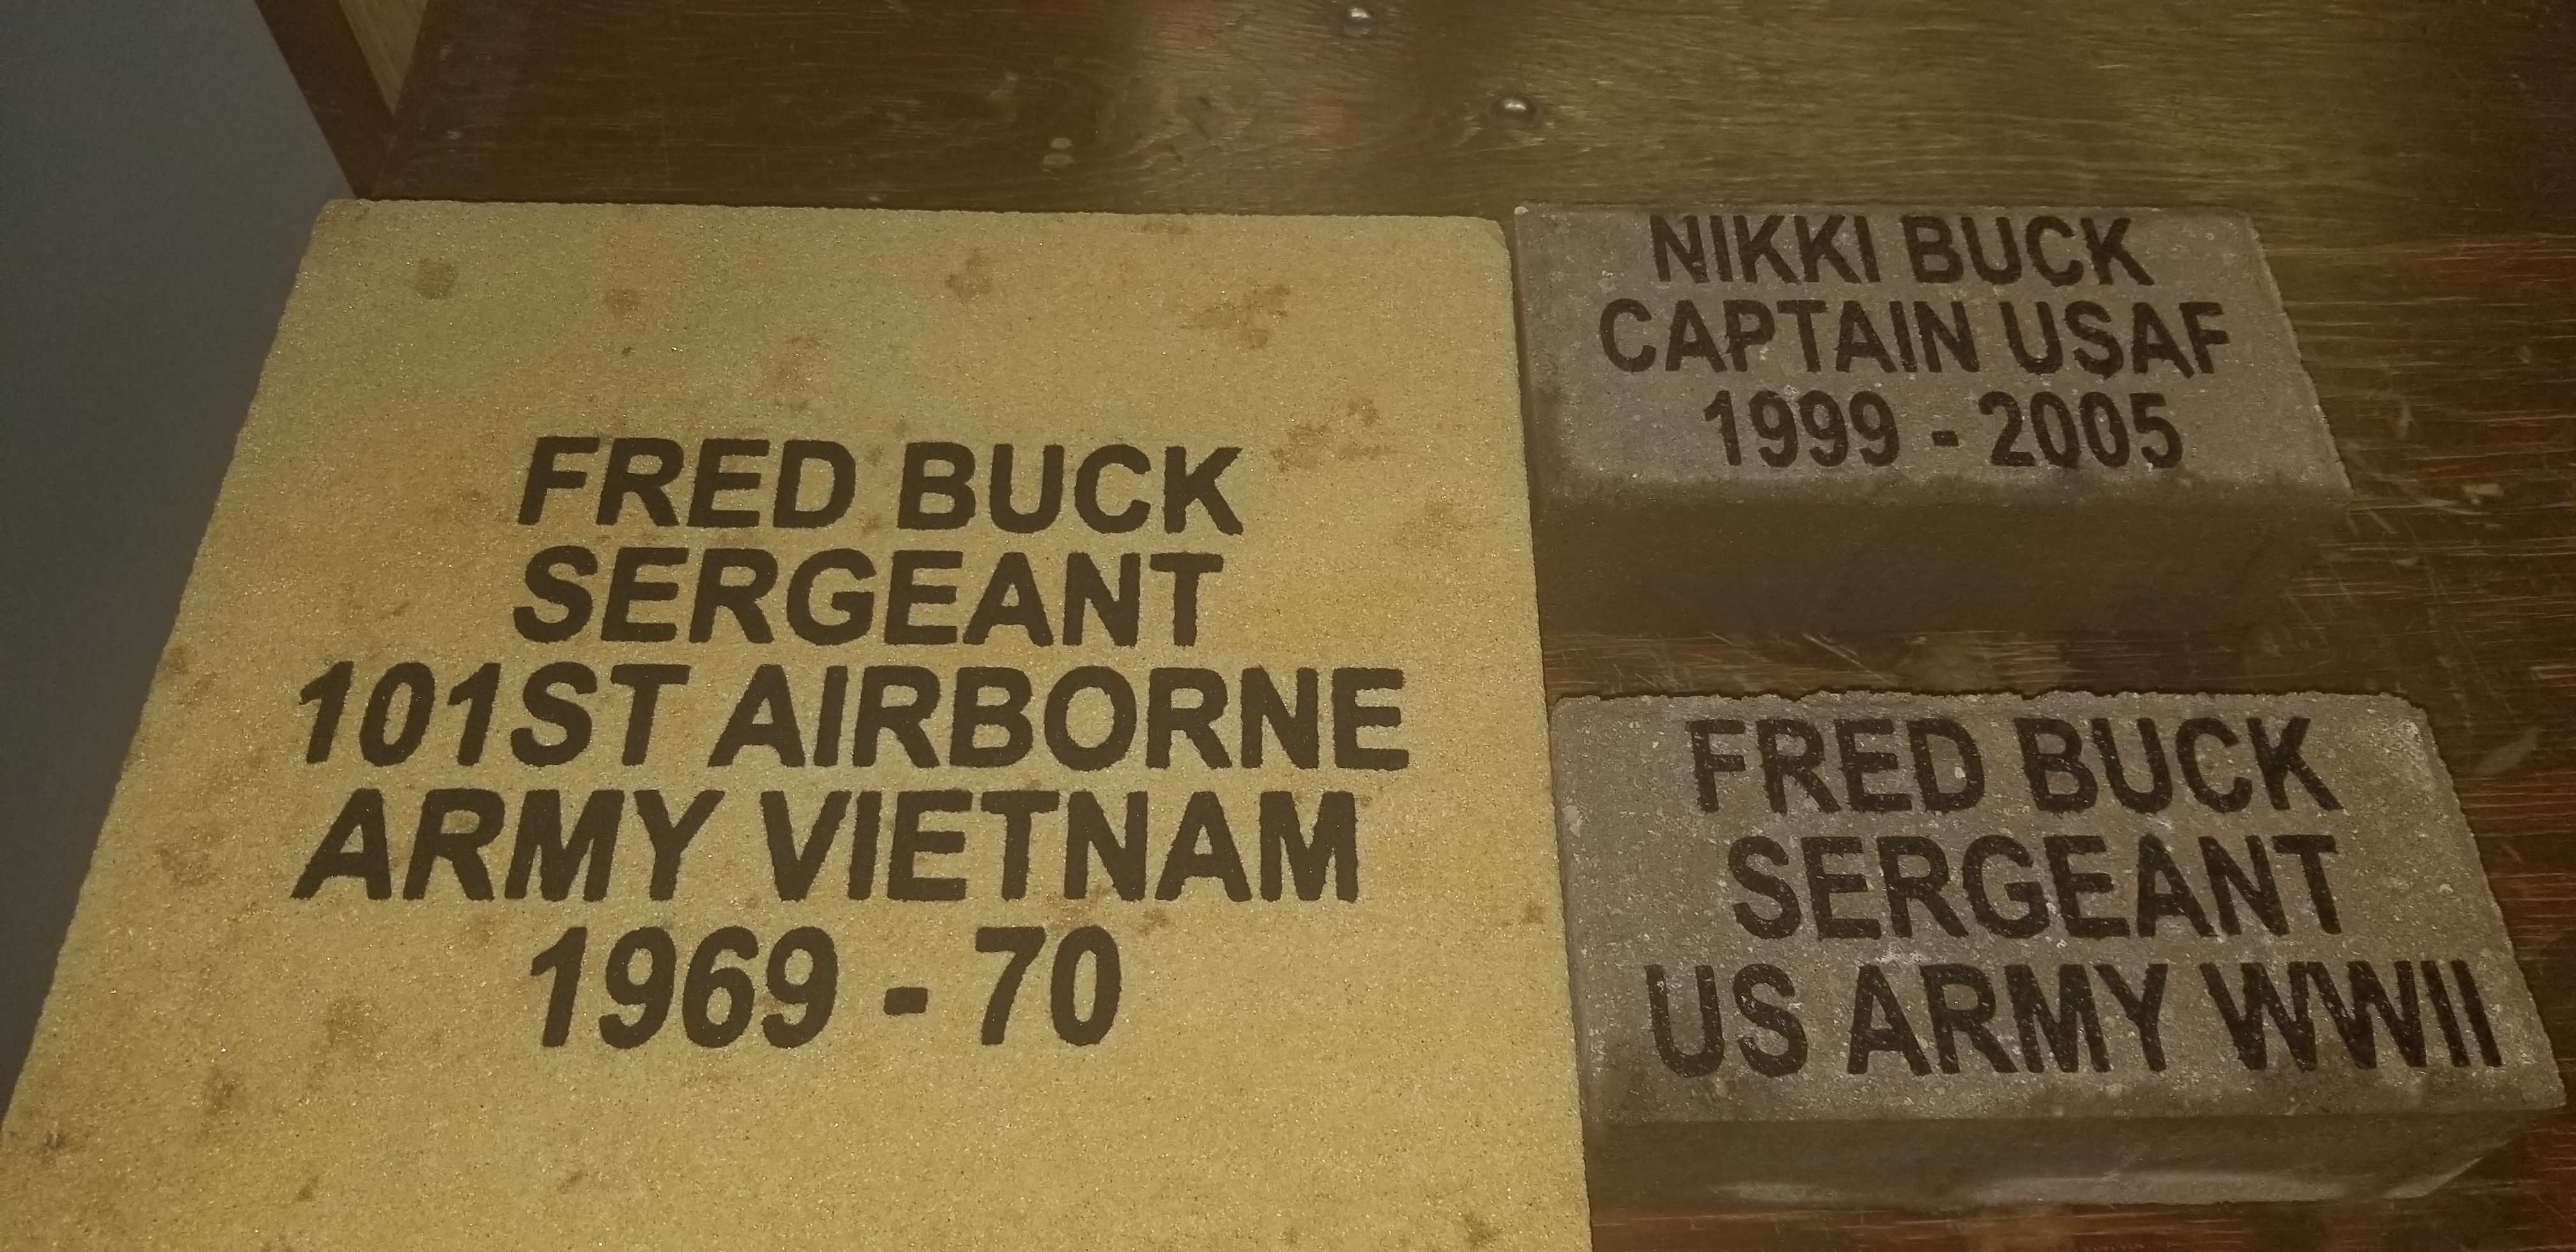 FRED BUCK
SERGEANT
101ST AIRBORNE
ARMY VIETNAM
1969 - 70
NIKKI BUCK
CAPTAIN USAF
1999 - 2005
FRED BUCK
SERGEANT
US ARMY WWII